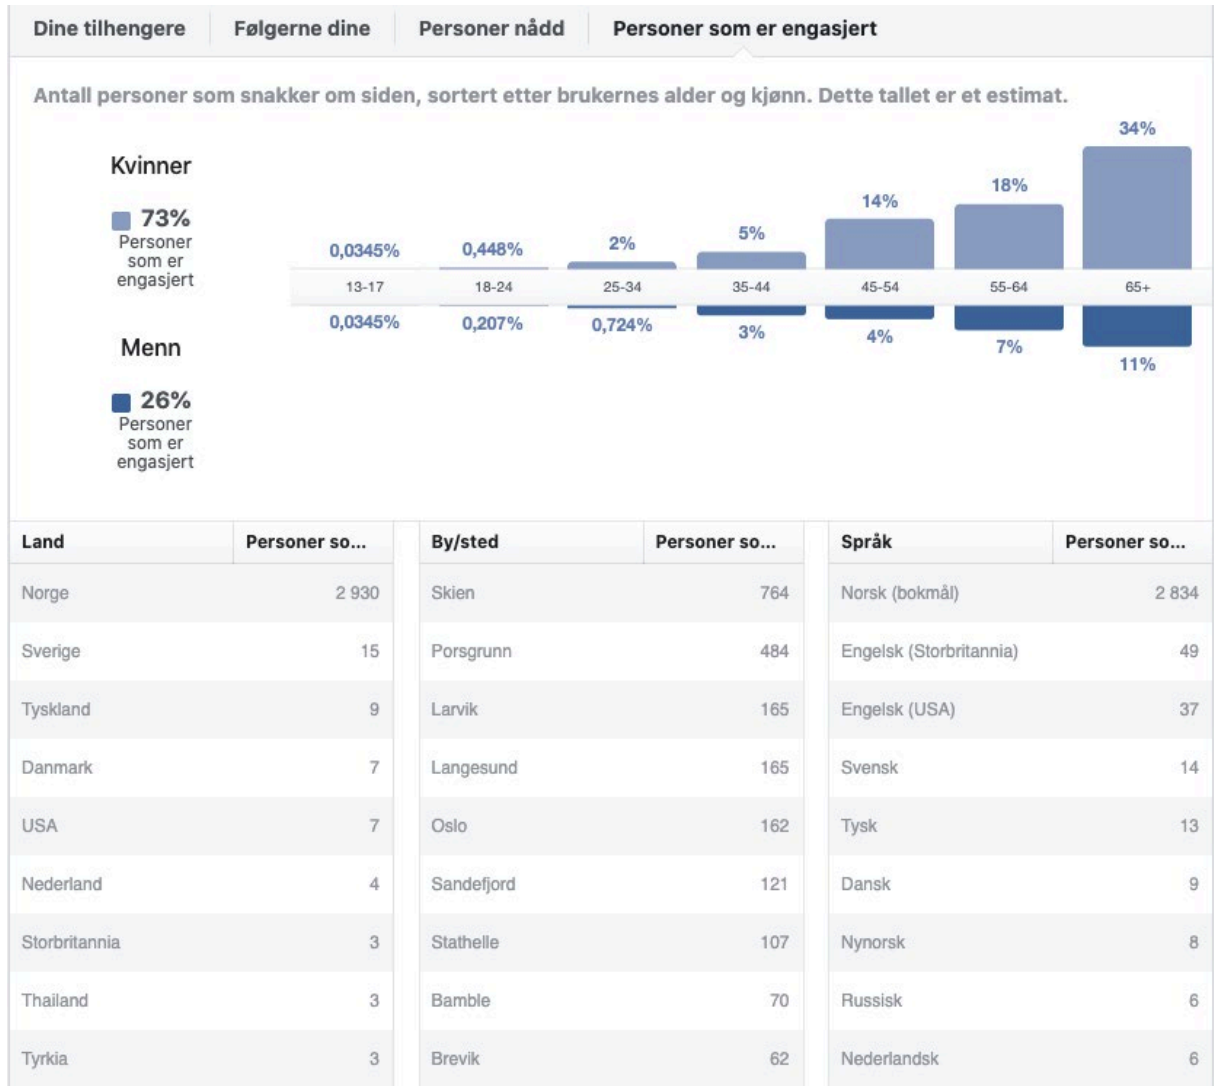 Dine tilhengere Følgerne dine Personer nådd Personer som er engasjert
Antall personer som snakker om siden, sortert etter brukernes alder og kjønn. Dette tallet er et estimat.
Kvinner
73%
Personer
som er
engasjert
0,0345% 0,448% 2% 5% 14% 18% 34%
13-17 18-24 25-34 35-44 45-54 55-64 65+
0,0345% 0,207% 0,724% 3% 4% 7% 11%
Menn
26%
Personer
som er
engasjert
Land Personer so... By/sted Personer so... Språk Personer so...
Norge 2 930 Skien 764 Norsk (bokmål) 2 834
Sverige 15 Porsgrunn 484 Engelsk (Storbritannia) 49
Tyskland 9 Larvik 165 Engelsk (USA) 37
Danmark 7 Langesund 165 Svensk 14
USA 7 Oslo 162 Tysk 13
Nederland 4 Sandefjord 121 Dansk 9
Storbritannia 3 Stathelle 107 Nynorsk 8
Thailand 3 Bamble 70 Russisk 6
Tyrkia 3 Brevik 62 Nederlandsk 6